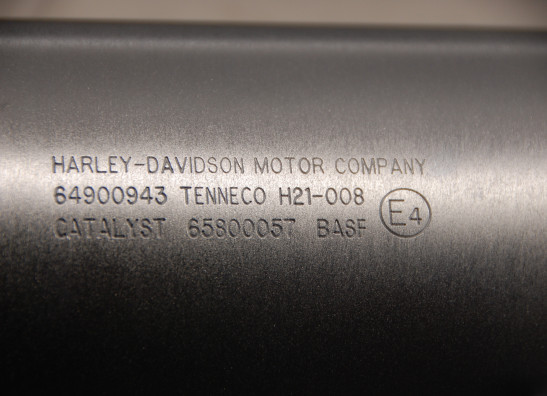 HARLEY-DAVIDSON MOTOR COMPANY
64900943 TENNECO H21-008
CATALYST 65800057 BASF
E4